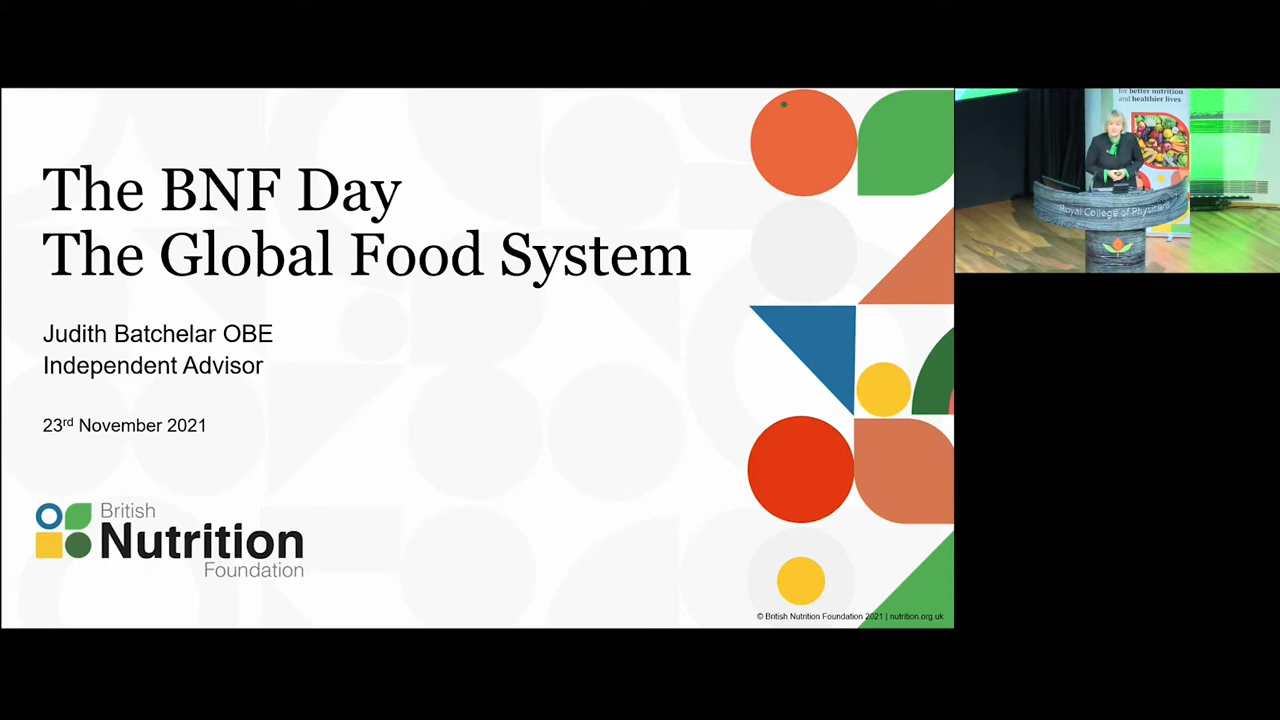 The BNF Day
The Global Food System
Judith Batchelar OBE
Independent Advisor
23rd November 2021
British
Nutrition
Foundation
© British Nutrition Foundation 2021 | nutrition.org.uk
for better nutrition
and healthier lives
Royal College of Physicians